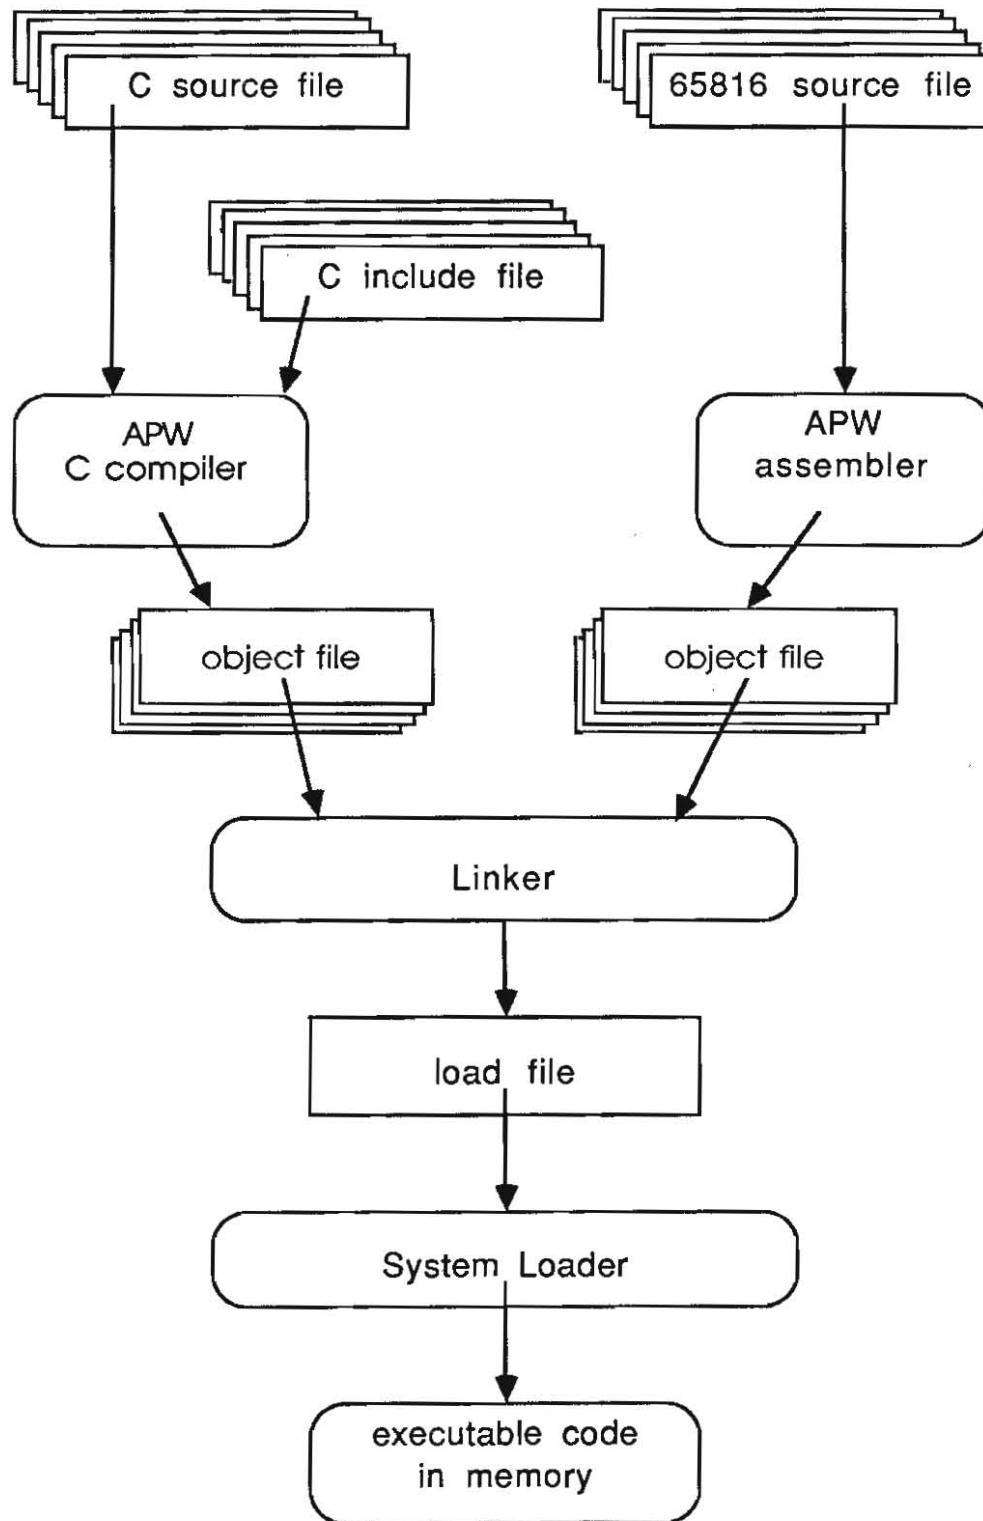 C source file
65816 source file
C include file
APW
C compiler
APW
assembler
object file
object file
Linker
load file
System Loader
executable code
in memory